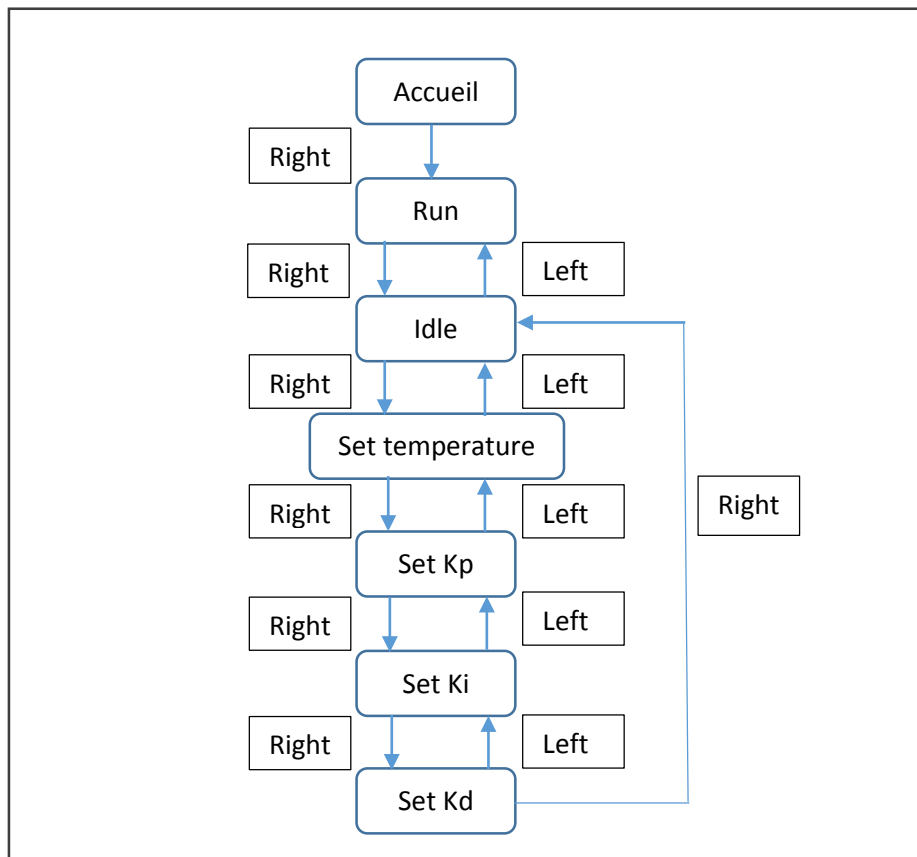 Accueil
Right
Run
Right
Left
Idle
Right
Left
Set temperature
Right
Left
Right
Set Kp
Right
Left
Set Ki
Right
Left
Set Kd